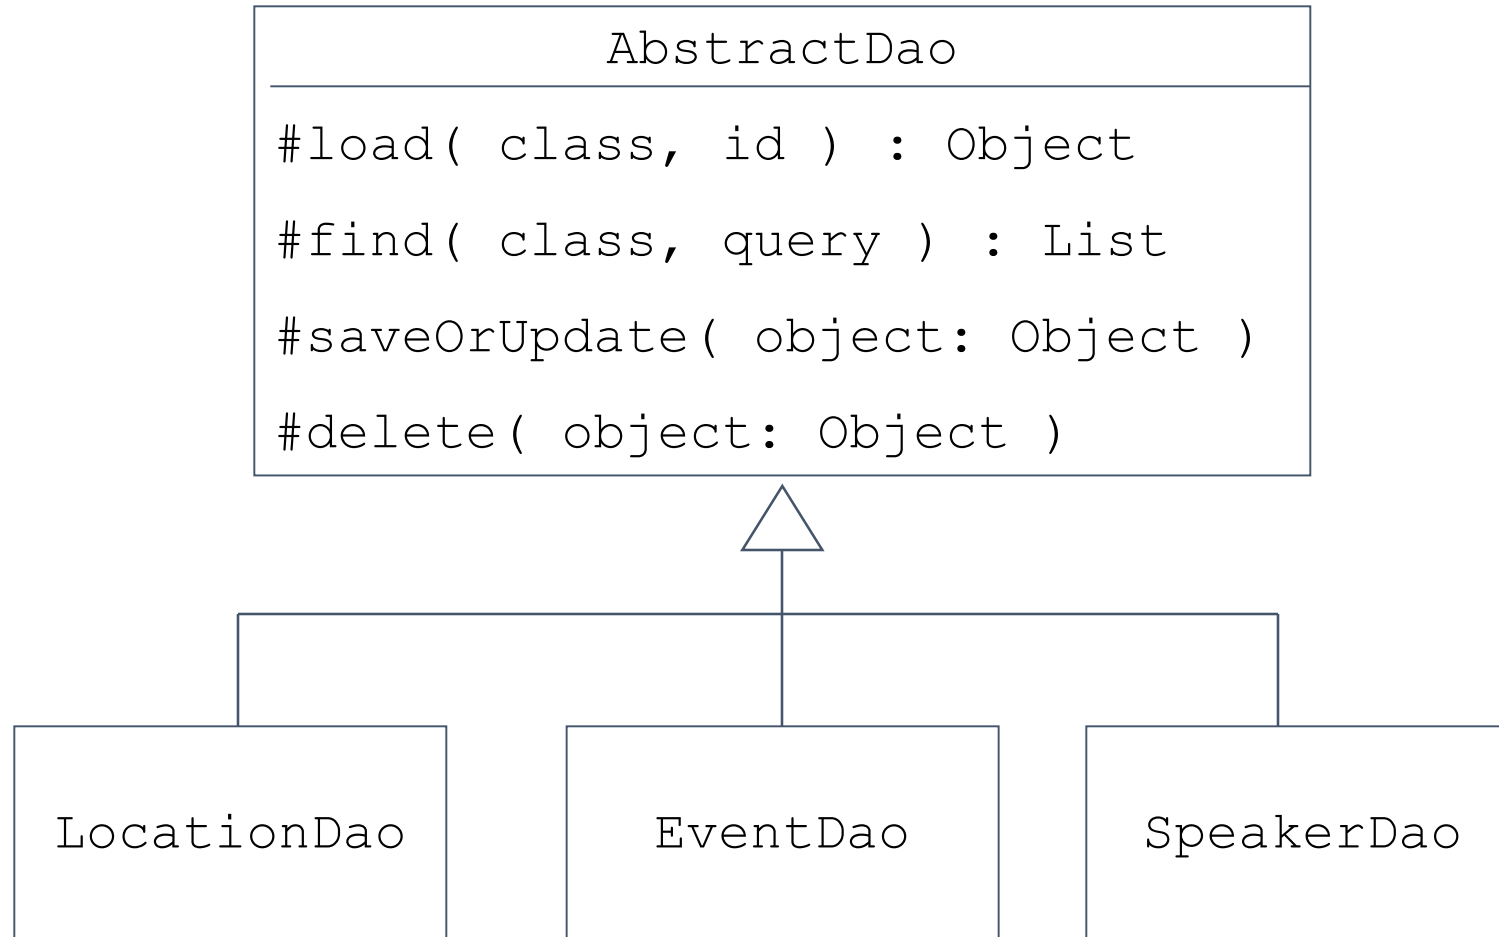 AbstractDao
#load( class, id ) : Object
#find( class, query ) : List
#saveOrUpdate( object: Object )
#delete( object: Object )
LocationDao
EventDao
SpeakerDao